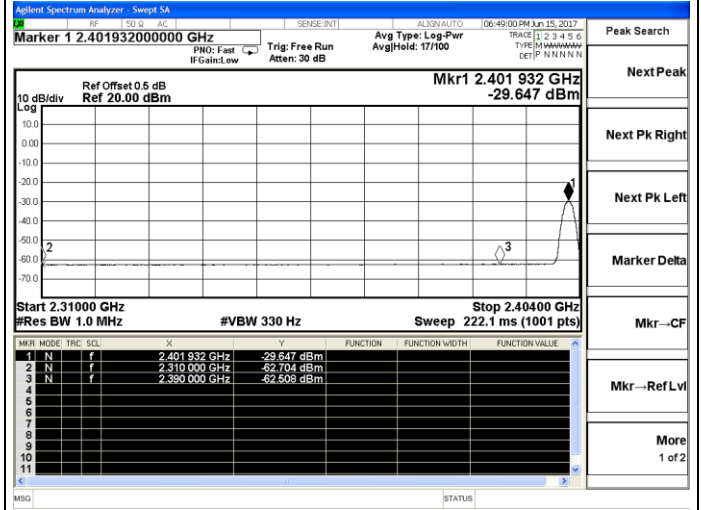 Agilent Spectrum Analyzer - Swept SA
RF 50 Ω AC SENSE:INT ALIGN AUTO 06:49:00 PM Jun 15, 2017
Marker 1 2.401932000000 GHz
PNO: Fast
IFGain:Low
Trig: Free Run
Atten: 30 dB
Avg Type: Log-Pwr
Avg|Hold: 17/100
TRACE 1 2 3 4 5 6
TYPE MWWWWW
DET P N N N N N
Peak Search
Next Peak
Next Pk Right
Next Pk Left
Marker Delta
Mkr→CF
Mkr→Ref Lvl
More
1 of 2
Mkr1 2.401 932 GHz
-29.647 dBm
Ref Offset 0.5 dB
10 dB/div Ref 20.00 dBm
Log
10.0
0.00
-10.0
-20.0
-30.0
-40.0
-50.0
-60.0
-70.0
1
2
3
Start 2.31000 GHz Stop 2.40400 GHz
#Res BW 1.0 MHz #VBW 330 Hz Sweep 222.1 ms (1001 pts)
MKR MODE TRC SCL X Y FUNCTION FUNCTION WIDTH FUNCTION VALUE
1 N f 2.401 932 GHz -29.647 dBm
2 N f 2.310 000 GHz -62.704 dBm
3 N f 2.390 000 GHz -62.508 dBm
4
5
6
7
8
9
10
11
MSG STATUS